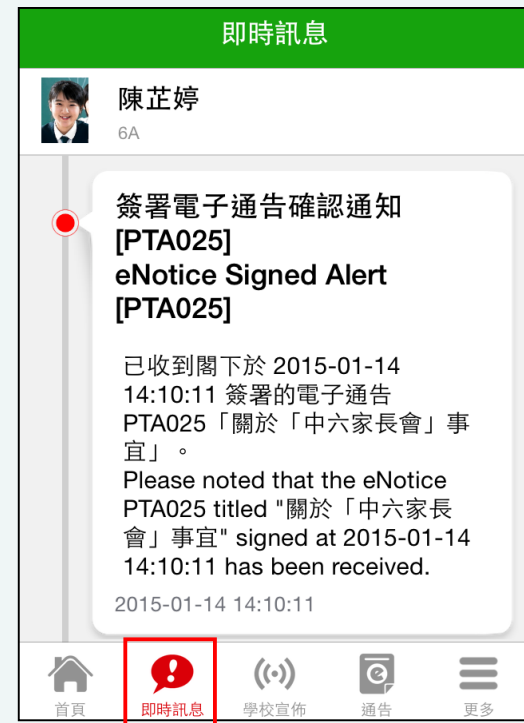 即時訊息
陳芷婷
6A
簽署電子通告確認通知
[PTA025]
eNotice Signed Alert
[PTA025]
已收到閣下於 2015-01-14
14:10:11 簽署的電子通告
PTA025「關於「中六家長會」事
宜」。
Please noted that the eNotice
PTA025 titled "關於「中六家長
會」事宜" signed at 2015-01-14
14:10:11 has been received.
2015-01-14 14:10:11
首頁 即時訊息 學校宣佈 通告 更多